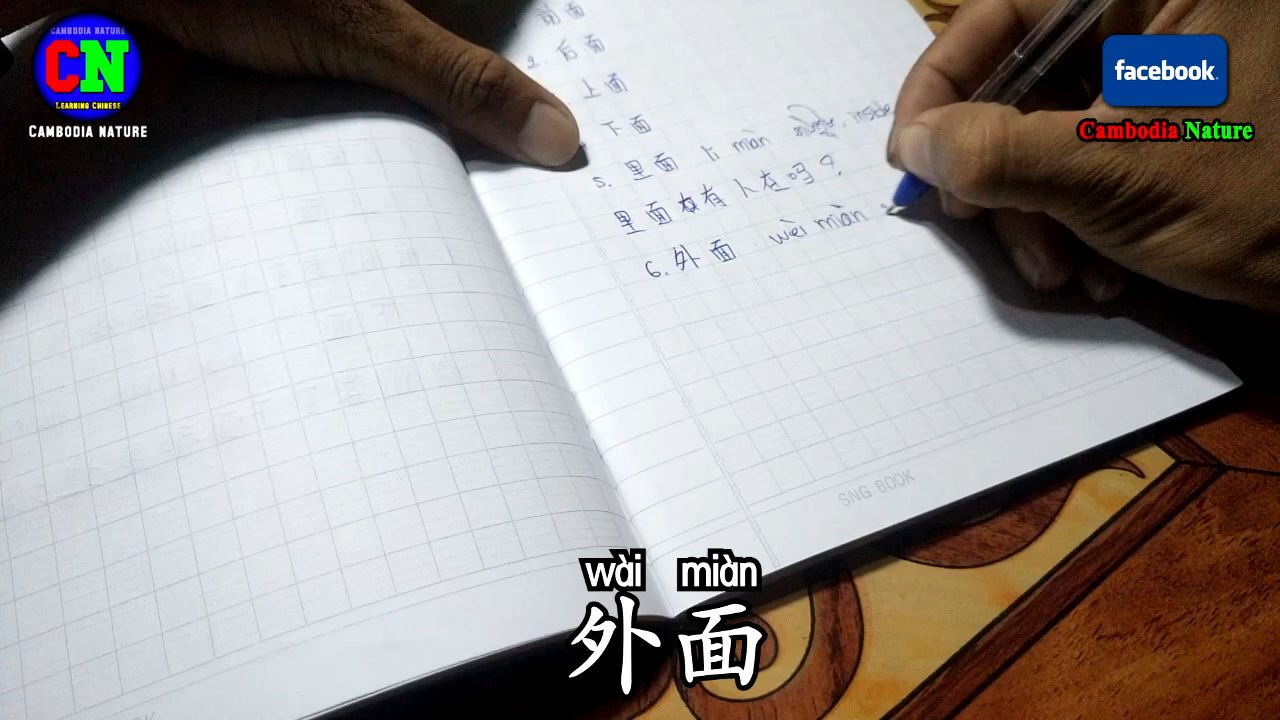 CAMBODIA NATURE
CN
LEARNING CHINESE
CAMBODIA NATURE
facebook
Cambodia Nature
前面
2. 后面
上面
下面
5. 里面 lǐ miàn inside
里面有人在吗?
6. 外面 wài miàn
SNG BOOK
wài miàn
外面